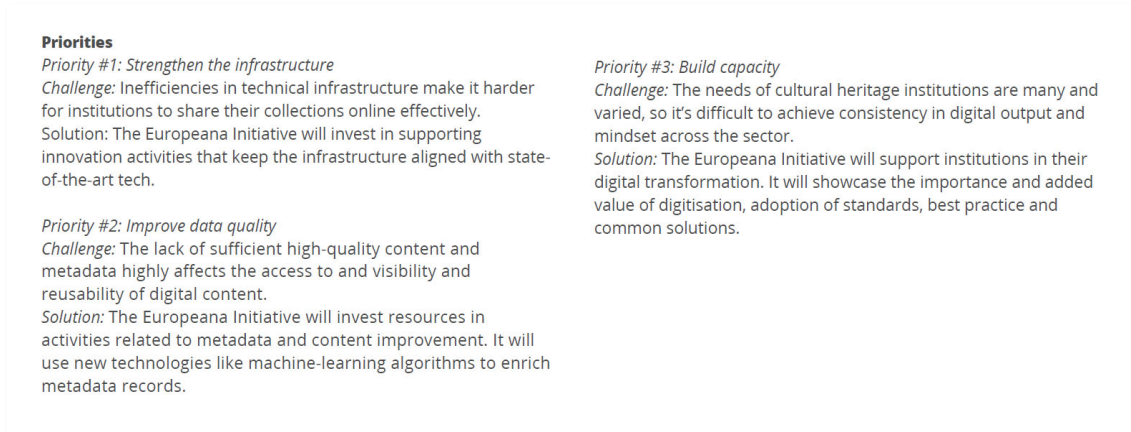 Priorities
Priority #1: Strengthen the infrastructure
Challenge: Inefficiencies in technical infrastructure make it harder
for institutions to share their collections online effectively.
Solution: The Europeana Initiative will invest in supporting
innovation activities that keep the infrastructure aligned with state-
of-the-art tech.
Priority #2: Improve data quality
Challenge: The lack of sufficient high-quality content and
metadata highly affects the access to and visibility and
reusability of digital content.
Solution: The Europeana Initiative will invest resources in
activities related to metadata and content improvement. It will
use new technologies like machine-learning algorithms to enrich
metadata records.
Priority #3: Build capacity
Challenge: The needs of cultural heritage institutions are many and
varied, so it’s difficult to achieve consistency in digital output and
mindset across the sector.
Solution: The Europeana Initiative will support institutions in their
digital transformation. It will showcase the importance and added
value of digitisation, adoption of standards, best practice and
common solutions.